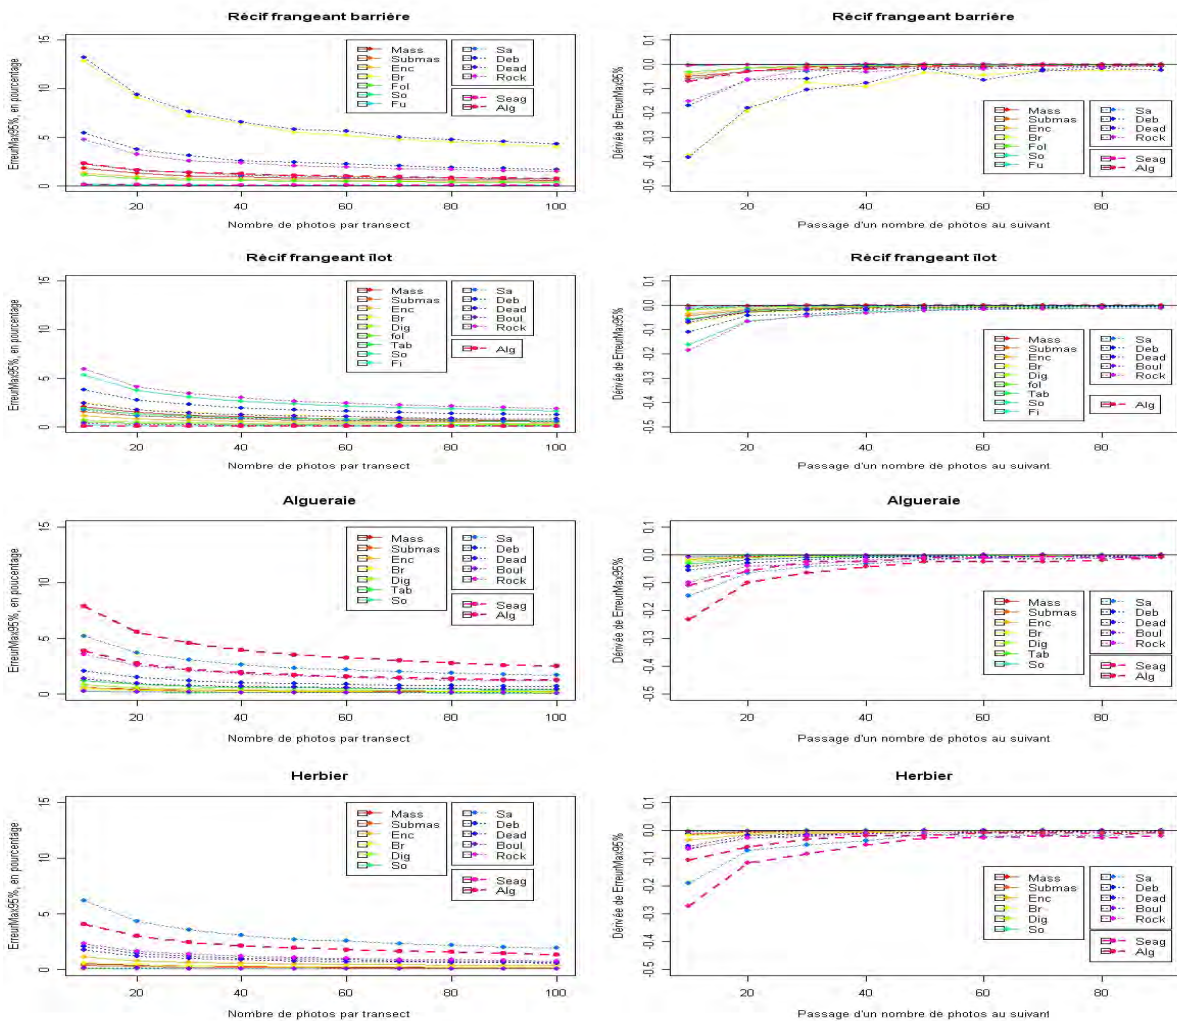 Récif frangeant barrière
ErreurMax95%, en pourcentage
15
10
5
0
Mass
Submas
Enc
Br
Fol
So
Fu
Sa
Deb
Dead
Rock
Seag
Alg
20 40 60 80 100
Nombre de photos par transect
Récif frangeant barrière
Dérivée de ErreurMax95%
0.1
0.0
-0.1
-0.2
-0.3
-0.4
-0.5
Mass
Submas
Enc
Br
Fol
So
Fu
Sa
Deb
Dead
Rock
Seag
Alg
20 40 60 80
Passage d'un nombre de photos au suivant
Récif frangeant îlot
ErreurMax95%, en pourcentage
15
10
5
0
Mass
Submas
Enc
Br
Dig
fol
Tab
So
Fi
Sa
Deb
Dead
Boul
Rock
Alg
20 40 60 80 100
Nombre de photos par transect
Récif frangeant îlot
Dérivée de ErreurMax95%
0.1
0.0
-0.1
-0.2
-0.3
-0.4
-0.5
Mass
Submas
Enc
Br
Dig
fol
Tab
So
Fi
Sa
Deb
Dead
Boul
Rock
Alg
20 40 60 80
Passage d'un nombre de photos au suivant
Algueraie
ErreurMax95%, en poucentage
15
10
5
0
Mass
Submas
Enc
Br
Dig
Tab
So
Sa
Deb
Dead
Boul
Rock
Seag
Alg
20 40 60 80 100
Nombre de photos par transect
Algueraie
Dérivée de ErreurMax95%
0.1
0.0
-0.1
-0.2
-0.3
-0.4
-0.5
Mass
Submas
Enc
Br
Dig
Tab
So
Sa
Deb
Dead
Boul
Rock
Seag
Alg
20 40 60 80
Passage d'un nombre de photos au suivant
Herbier
ErreurMax95%, en pourcentage
15
10
5
0
Mass
Submas
Enc
Br
Dig
So
Sa
Deb
Dead
Boul
Rock
Seag
Alg
20 40 60 80 100
Nombre de photos par transect
Herbier
Dérivée de ErreurMax95%
0.1
0.0
-0.1
-0.2
-0.3
-0.4
-0.5
Mass
Submas
Enc
Br
Dig
So
Sa
Deb
Dead
Boul
Rock
Seag
Alg
20 40 60 80
Passage d'un nombre de photos au suivant